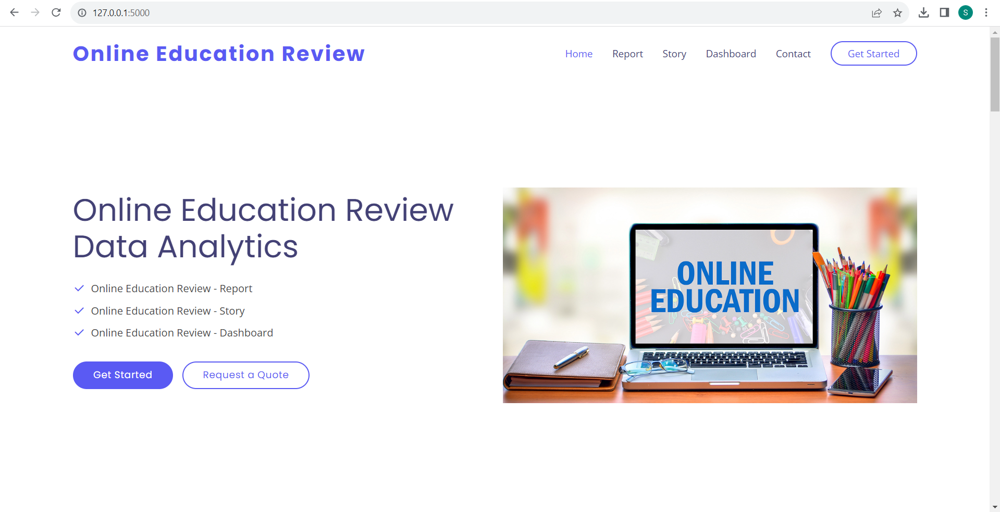 127.0.0.1:5000
S
Online Education Review
Home Report Story Dashboard Contact Get Started
Online Education Review
Data Analytics
Online Education Review - Report
Online Education Review - Story
Online Education Review - Dashboard
Get Started Request a Quote
ONLINE
EDUCATION